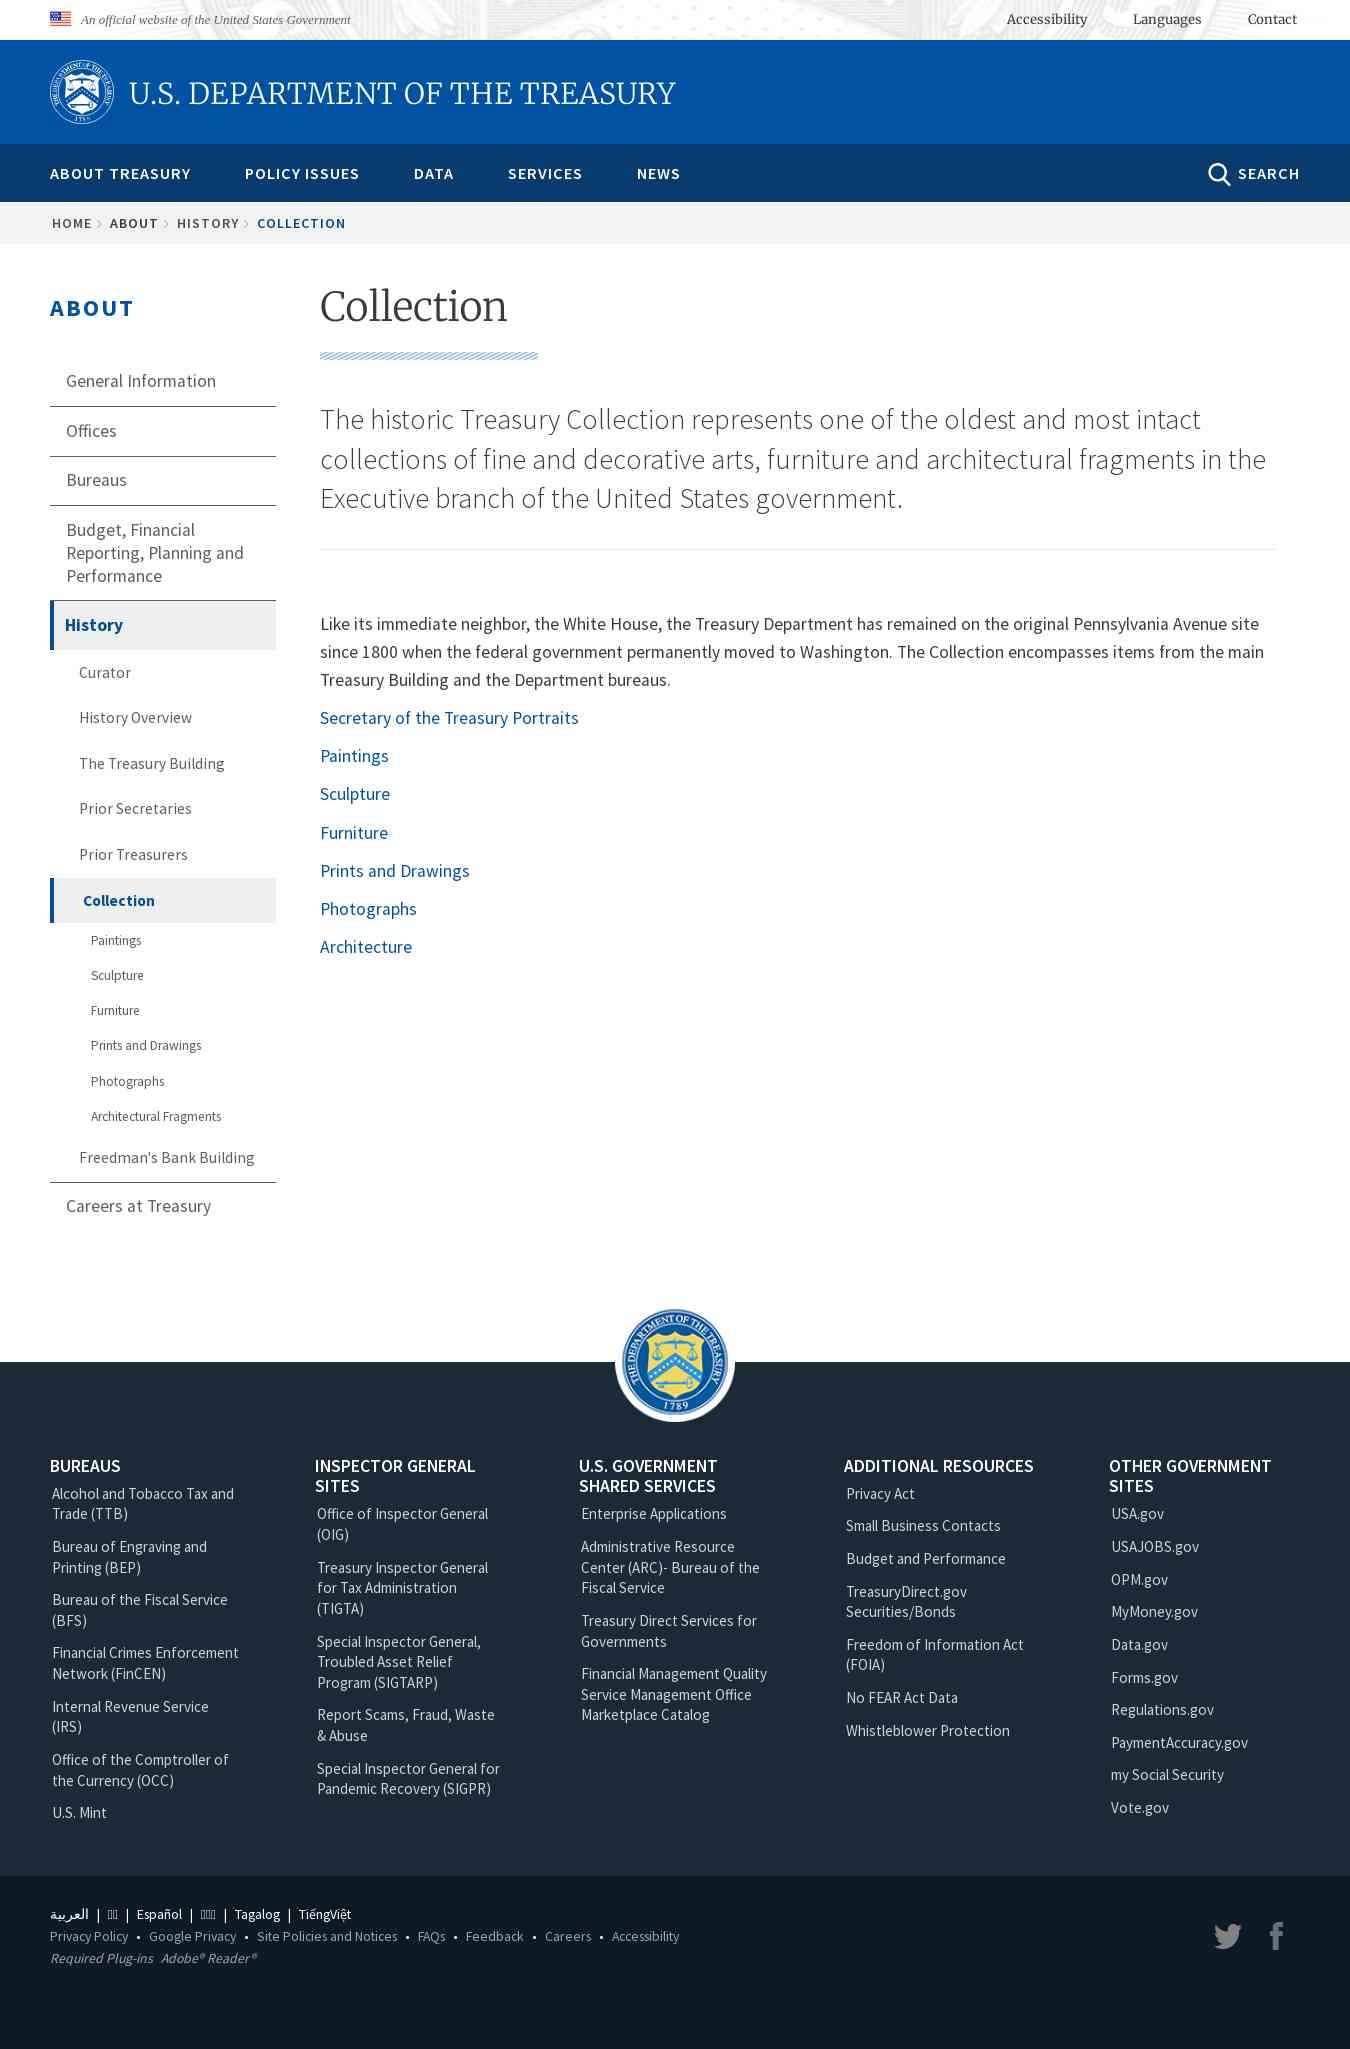 An official website of the United States Government
Accessibility
Languages
Contact
U.S. DEPARTMENT OF THE TREASURY
ABOUT TREASURY
POLICY ISSUES
DATA
SERVICES
NEWS
SEARCH
HOME
ABOUT
HISTORY
COLLECTION
ABOUT
General Information
Offices
Bureaus
Budget, Financial
Reporting, Planning and
Performance
History
Curator
History Overview
The Treasury Building
Prior Secretaries
Prior Treasurers
Collection
Paintings
Sculpture
Furniture
Prints and Drawings
Photographs
Architectural Fragments
Freedman's Bank Building
Careers at Treasury
Collection
The historic Treasury Collection represents one of the oldest and most intact
collections of fine and decorative arts, furniture and architectural fragments in the
Executive branch of the United States government.
Like its immediate neighbor, the White House, the Treasury Department has remained on the original Pennsylvania Avenue site
since 1800 when the federal government permanently moved to Washington. The Collection encompasses items from the main
Treasury Building and the Department bureaus.
Secretary of the Treasury Portraits
Paintings
Sculpture
Furniture
Prints and Drawings
Photographs
Architecture
THE DEPARTMENT OF THE TREASURY
1789
BUREAUS
Alcohol and Tobacco Tax and
Trade (TTB)
Bureau of Engraving and
Printing (BEP)
Bureau of the Fiscal Service
(BFS)
Financial Crimes Enforcement
Network (FinCEN)
Internal Revenue Service
(IRS)
Office of the Comptroller of
the Currency (OCC)
U.S. Mint
INSPECTOR GENERAL
SITES
Office of Inspector General
(OIG)
Treasury Inspector General
for Tax Administration
(TIGTA)
Special Inspector General,
Troubled Asset Relief
Program (SIGTARP)
Report Scams, Fraud, Waste
& Abuse
Special Inspector General for
Pandemic Recovery (SIGPR)
U.S. GOVERNMENT
SHARED SERVICES
Enterprise Applications
Administrative Resource
Center (ARC)- Bureau of the
Fiscal Service
Treasury Direct Services for
Governments
Financial Management Quality
Service Management Office
Marketplace Catalog
ADDITIONAL RESOURCES
Privacy Act
Small Business Contacts
Budget and Performance
TreasuryDirect.gov
Securities/Bonds
Freedom of Information Act
(FOIA)
No FEAR Act Data
Whistleblower Protection
OTHER GOVERNMENT
SITES
USA.gov
USAJOBS.gov
OPM.gov
MyMoney.gov
Data.gov
Forms.gov
Regulations.gov
PaymentAccuracy.gov
my Social Security
Vote.gov
العربية | | Español | | Tagalog | TiếngViệt
Privacy Policy • Google Privacy • Site Policies and Notices • FAQs • Feedback • Careers • Accessibility
Required Plug-ins Adobe® Reader®